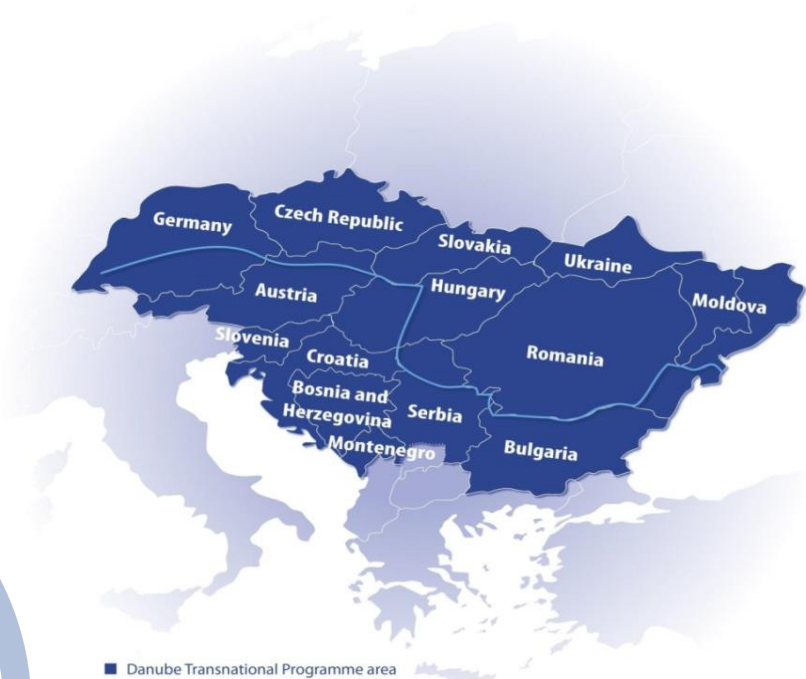 Germany
Czech Republic
Slovakia
Ukraine
Austria
Hungary
Moldova
Slovenia
Croatia
Romania
Bosnia and
Herzegovina
Serbia
Montenegro
Bulgaria
Danube Transnational Programme area